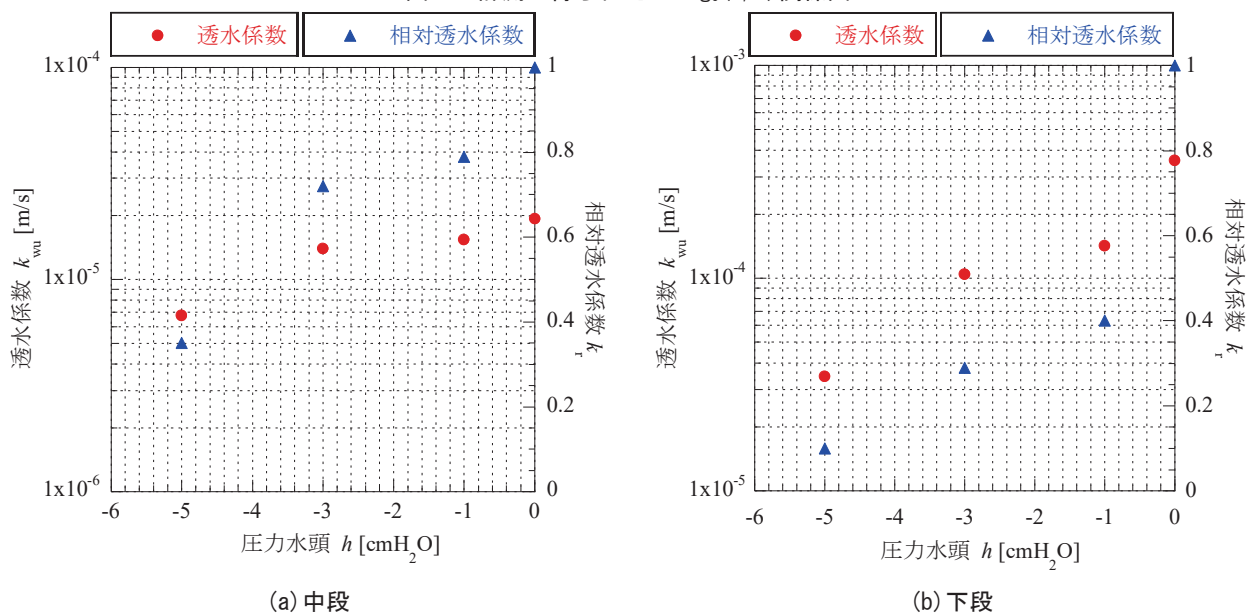 透水係数 相対透水係数
1x10-4
1x10-5
1x10-6
透水係数 kwu [m/s]
1
0.8
0.6
0.4
0.2
0
相対透水係数 kr
-6 -5 -4 -3 -2 -1 0
圧力水頭 h [cmH2O]
(a) 中段
透水係数 相対透水係数
1x10-3
1x10-4
1x10-5
透水係数 kwu [m/s]
1
0.8
0.6
0.4
0.2
0
相対透水係数 kr
-6 -5 -4 -3 -2 -1 0
圧力水頭 h [cmH2O]
(b) 下段